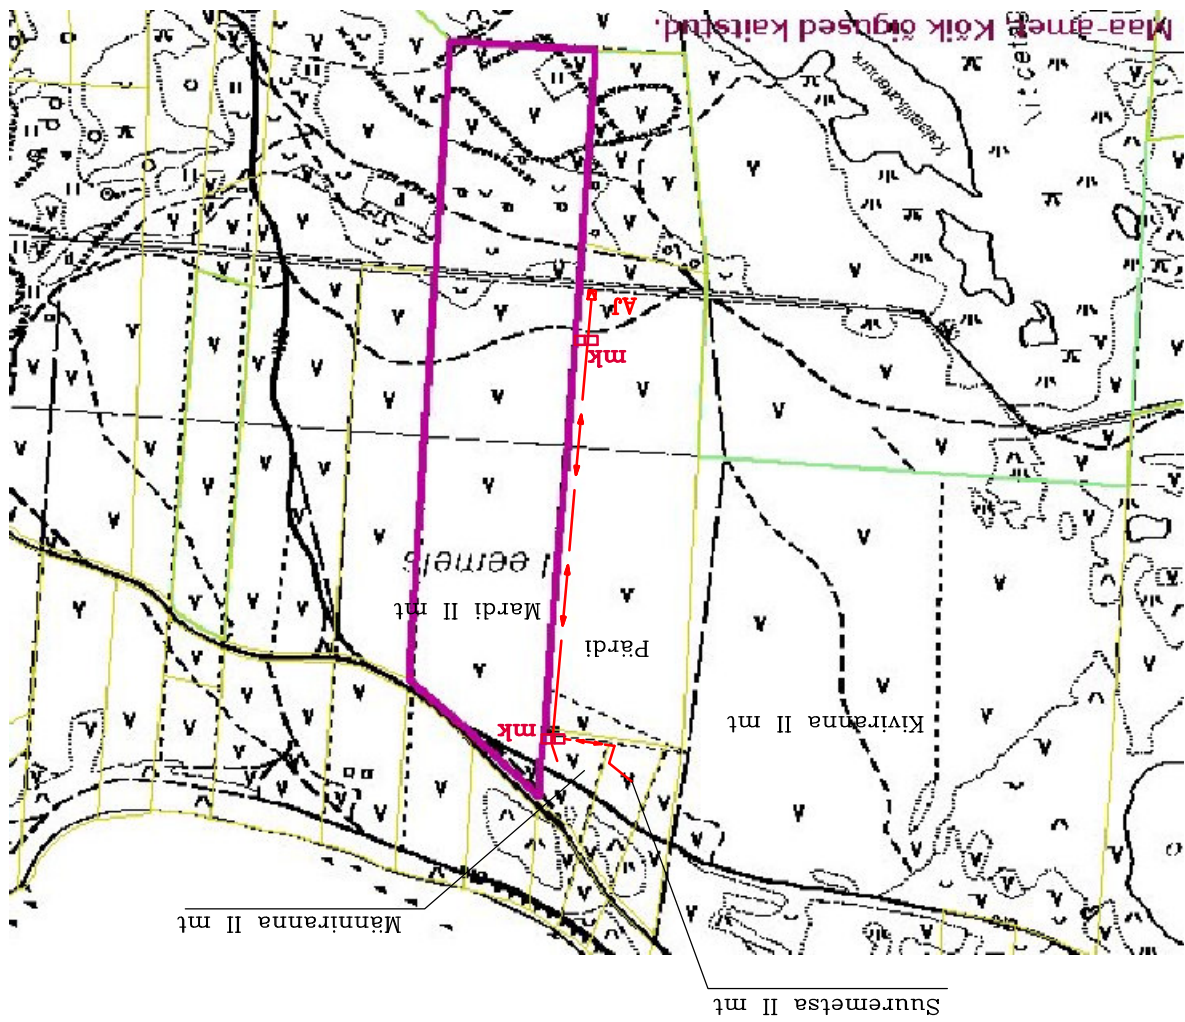 Suuremetsa II mt
Männiranna II mt
Kiviranna II mt
mk
Pärdi
Mardi II mt
mk
AJ
Maa-amet. Kõik õigused kaitstud.